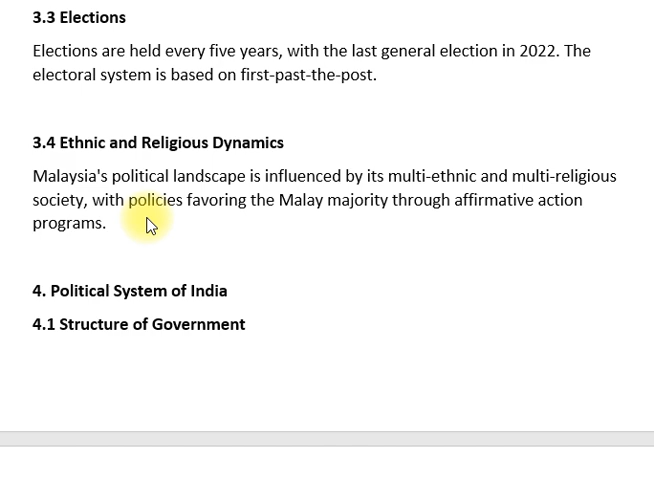 3.3 Elections
Elections are held every five years, with the last general election in 2022. The
electoral system is based on first-past-the-post.
3.4 Ethnic and Religious Dynamics
Malaysia's political landscape is influenced by its multi-ethnic and multi-religious
society, with policies favoring the Malay majority through affirmative action
programs.
4. Political System of India
4.1 Structure of Government